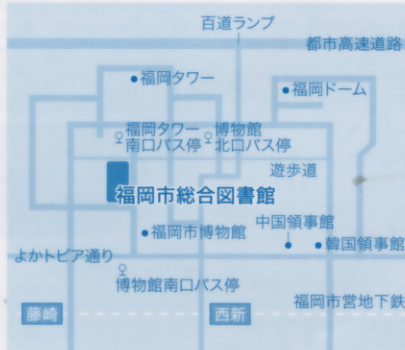 百道ランプ
都市高速道路
福岡タワー
福岡ドーム
福岡タワー
南口バス停
博物館
北口バス停
遊歩道
福岡市総合図書館
中国領事館
福岡市博物館
韓国領事館
よかトピア通り
博物館南口バス停
福岡市営地下鉄
藤崎
西新